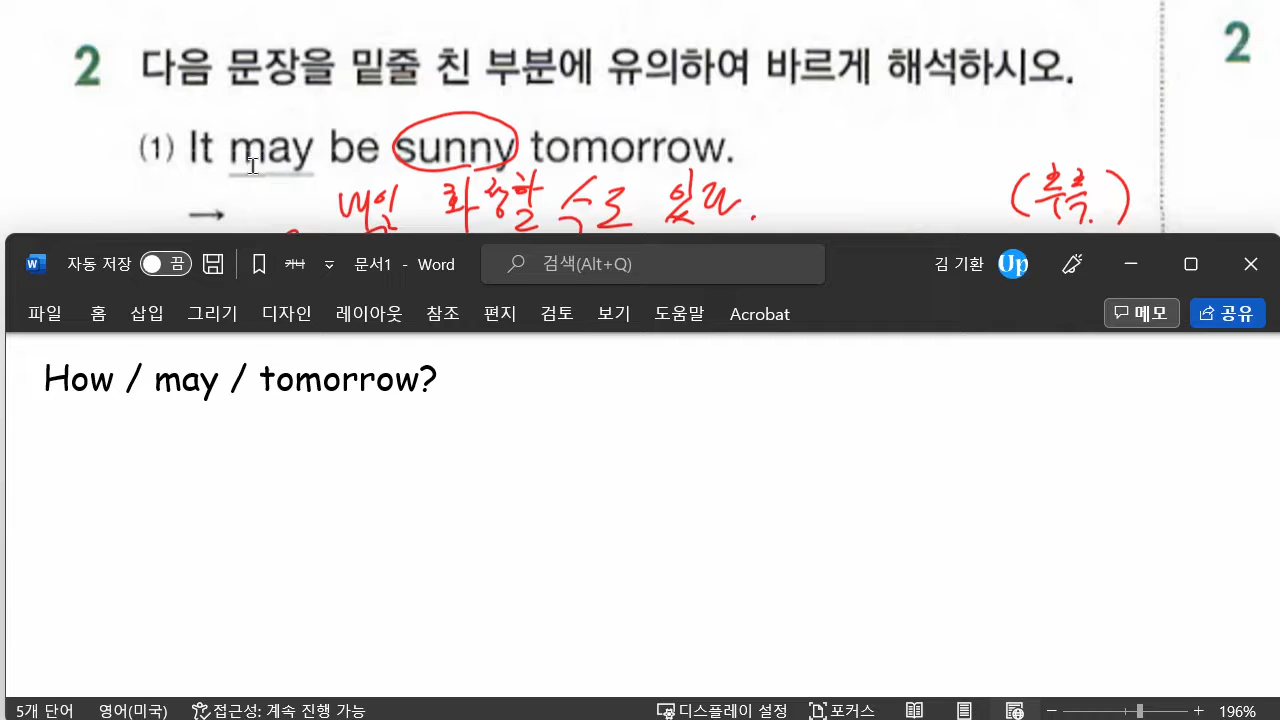 2 다음 문장을 밑줄 친 부분에 유의하여 바르게 해석하시오. 2
(1) It may be sunny tomorrow.
→ 내일 화창할 수도 있다. (추측.)
자동 저장 끔 가나 문서1 - Word 검색(Alt+Q) 김 기환 Up
파일 홈 삽입 그리기 디자인 레이아웃 참조 편지 검토 보기 도움말 Acrobat 메모 공유
How / may / tomorrow?
5개 단어 영어(미국) 접근성: 계속 진행 가능 디스플레이 설정 포커스 196%